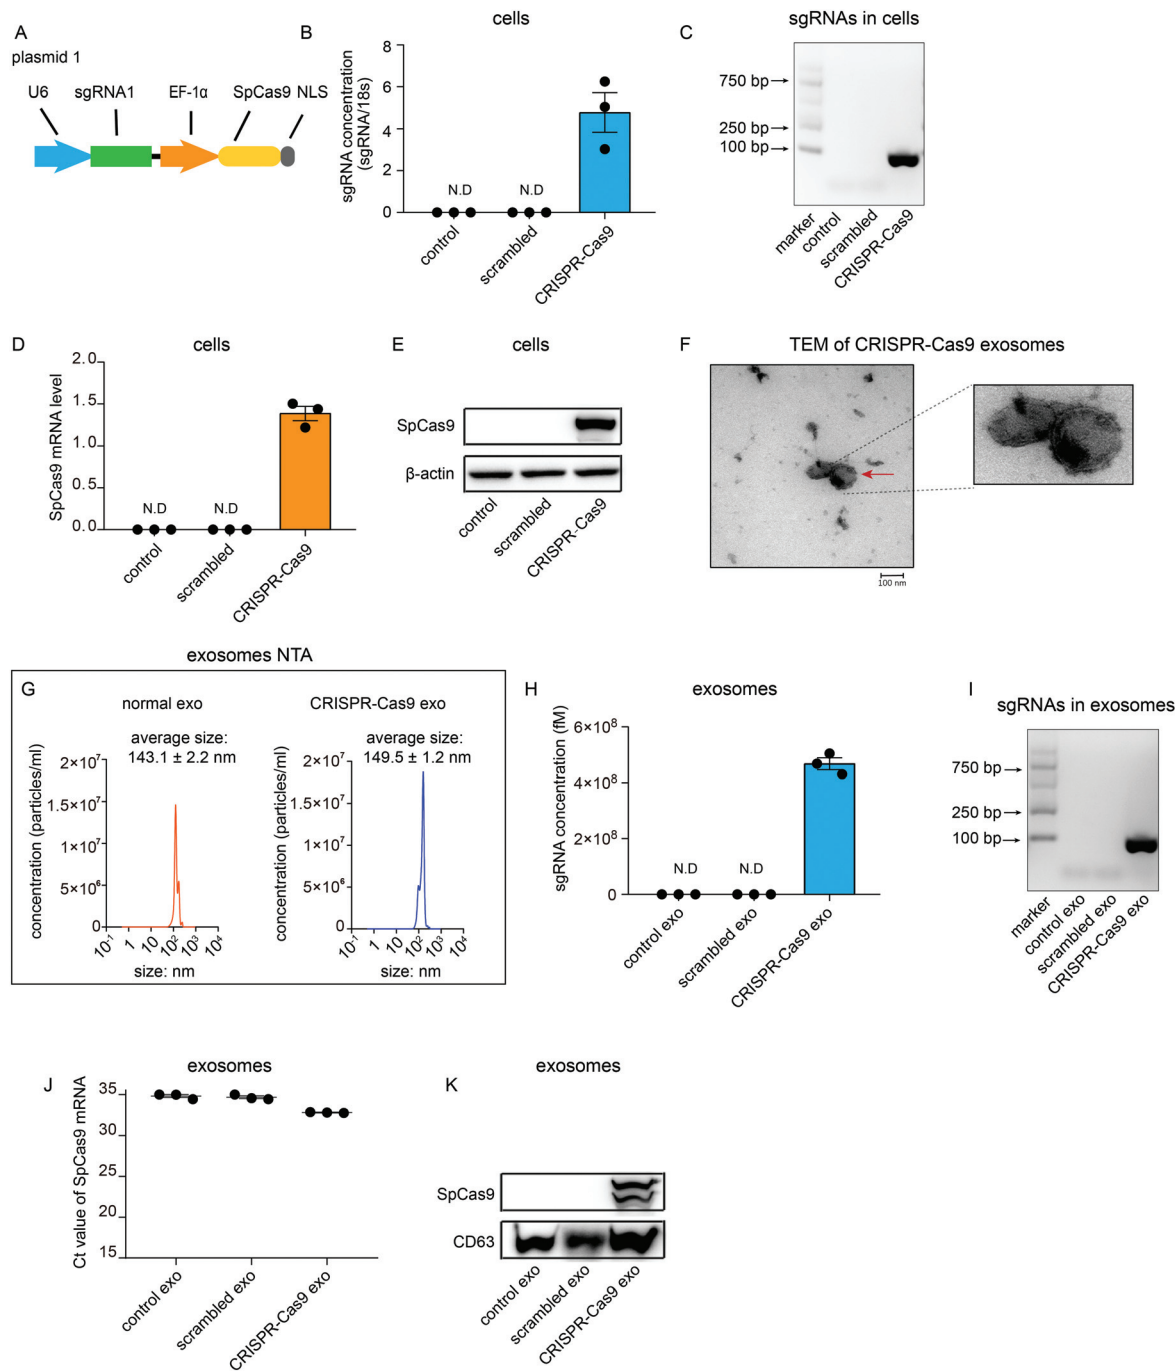 A
plasmid 1
U6 sgRNA1 EF-1α SpCas9 NLS
B
cells
sgRNA concentration
(sgRNA/18s)
8
6
4
2
0
N.D
N.D
control
scrambled
CRISPR-Cas9
C
sgRNAs in cells
750 bp
250 bp
100 bp
marker
control
scrambled
CRISPR-Cas9
D
cells
SpCas9 mRNA level
2.0
1.5
1.0
0.5
0.0
N.D
N.D
control
scrambled
CRISPR-Cas9
E
cells
SpCas9
β-actin
control
scrambled
CRISPR-Cas9
F
TEM of CRISPR-Cas9 exosomes
100 nm
exosomes NTA
G
normal exo
average size:
143.1 ± 2.2 nm
concentration (particles/ml)
2×10⁷
1.5×10⁷
1×10⁷
5×10⁶
0
10⁻¹ 1 10 10² 10³ 10⁴
size: nm
CRISPR-Cas9 exo
average size:
149.5 ± 1.2 nm
concentration (particles/ml)
2×10⁷
1.5×10⁷
1×10⁷
5×10⁶
0
10⁻¹ 1 10 10² 10³ 10⁴
size: nm
H
exosomes
sgRNA concentration (fM)
6×10⁸
4×10⁸
2×10⁸
0
N.D
N.D
control exo
scrambled exo
CRISPR-Cas9 exo
I
sgRNAs in exosomes
750 bp
250 bp
100 bp
marker
control exo
scrambled exo
CRISPR-Cas9 exo
J
exosomes
Ct value of SpCas9 mRNA
35
30
25
20
15
control exo
scrambled exo
CRISPR-Cas9 exo
K
exosomes
SpCas9
CD63
control exo
scrambled exo
CRISPR-Cas9 exo